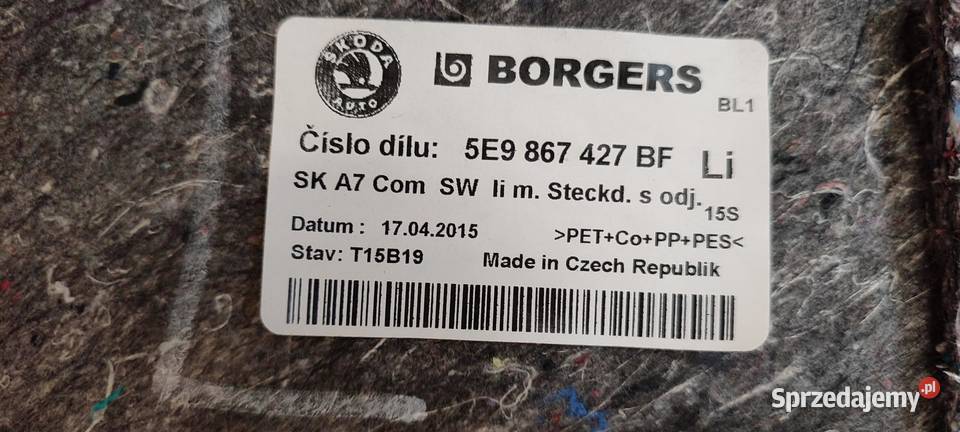 ŠKODA AUTO
BORGERS
BL1
Číslo dílu: 5E9 867 427 BF Li
SK A7 Com SW li m. Steckd. s odj. 15S
Datum : 17.04.2015 >PET+Co+PP+PES<
Stav: T15B19 Made in Czech Republik
Sprzedajemy.pl